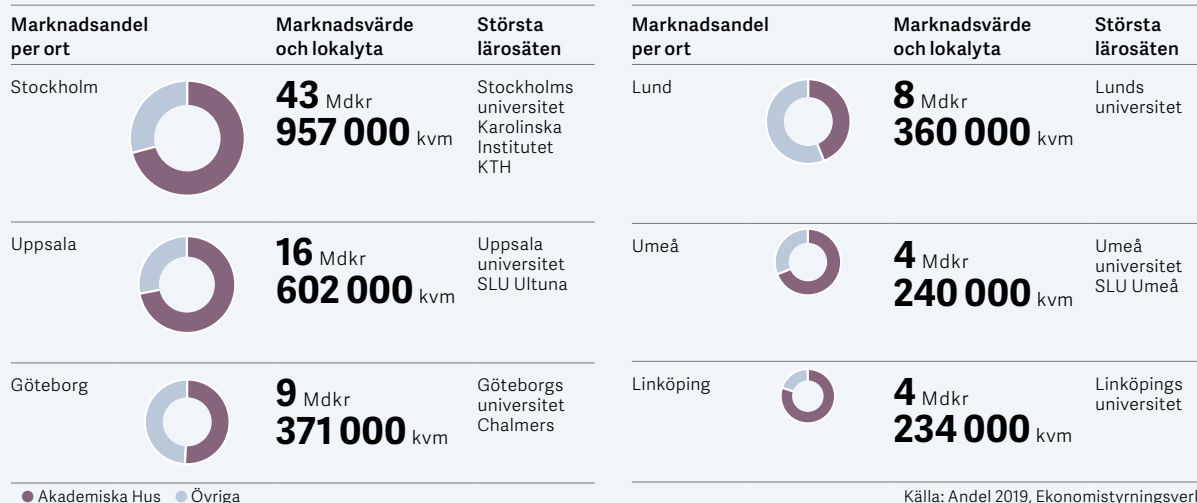 Marknadsandel
per ort
Marknadsvärde
och lokalyta
Största
lärosäten
Stockholm
43 Mdkr
957 000 kvm
Stockholms
universitet
Karolinska
Institutet
KTH
Uppsala
16 Mdkr
602 000 kvm
Uppsala
universitet
SLU Ultuna
Göteborg
9 Mdkr
371 000 kvm
Göteborgs
universitet
Chalmers
Akademiska Hus Övriga
Marknadsandel
per ort
Marknadsvärde
och lokalyta
Största
lärosäten
Lund
8 Mdkr
360 000 kvm
Lunds
universitet
Umeå
4 Mdkr
240 000 kvm
Umeå
universitet
SLU Umeå
Linköping
4 Mdkr
234 000 kvm
Linköpings
universitet
Källa: Andel 2019, Ekonomistyrningsverk